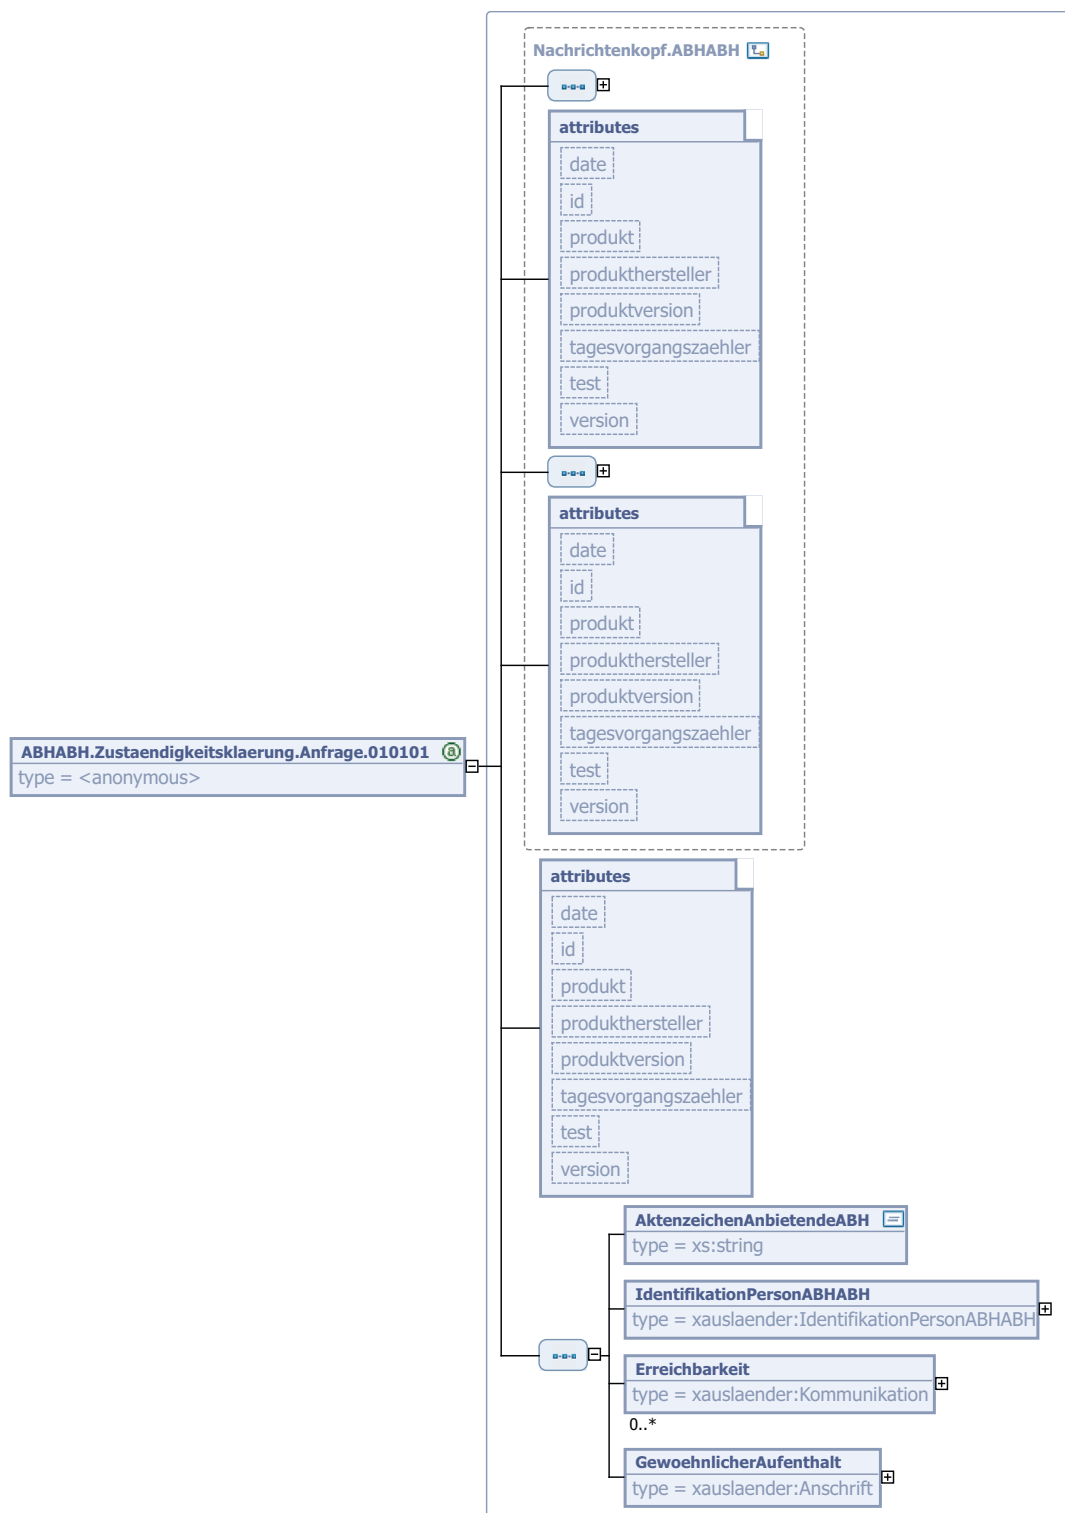 Nachrichtenkopf.ABHABH
attributes
date
id
produkt
produkthersteller
produktversion
tagesvorgangszaehler
test
version
attributes
date
id
produkt
produkthersteller
produktversion
tagesvorgangszaehler
test
version
ABHABH.Zustaendigkeitsklaerung.Anfrage.010101
type = <anonymous>
attributes
date
id
produkt
produkthersteller
produktversion
tagesvorgangszaehler
test
version
AktenzeichenAnbietendeABH
type = xs:string
IdentifikationPersonABHABH
type = xauslaender:IdentifikationPersonABHABH
Erreichbarkeit
type = xauslaender:Kommunikation
0..*
GewoehnlicherAufenthalt
type = xauslaender:Anschrift